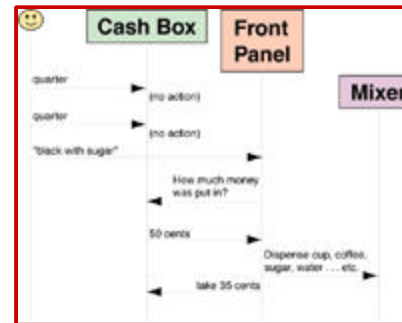 Cash Box
Front
Panel
Mixer
quarter
(no action)
quarter
(no action)
"black with sugar"
How much money
was put in?
50 cents
Dispense cup, coffee,
sugar, water . . . etc.
take 35 cents